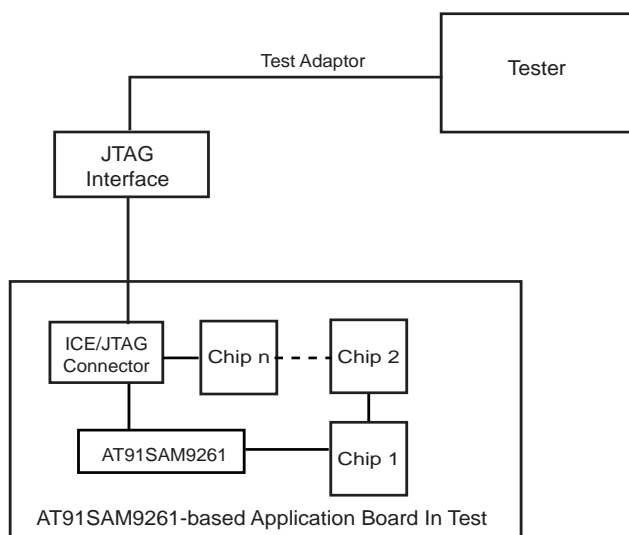 Test Adaptor
Tester
JTAG
Interface
ICE/JTAG
Connector
Chip n
Chip 2
AT91SAM9261
Chip 1
AT91SAM9261-based Application Board In Test